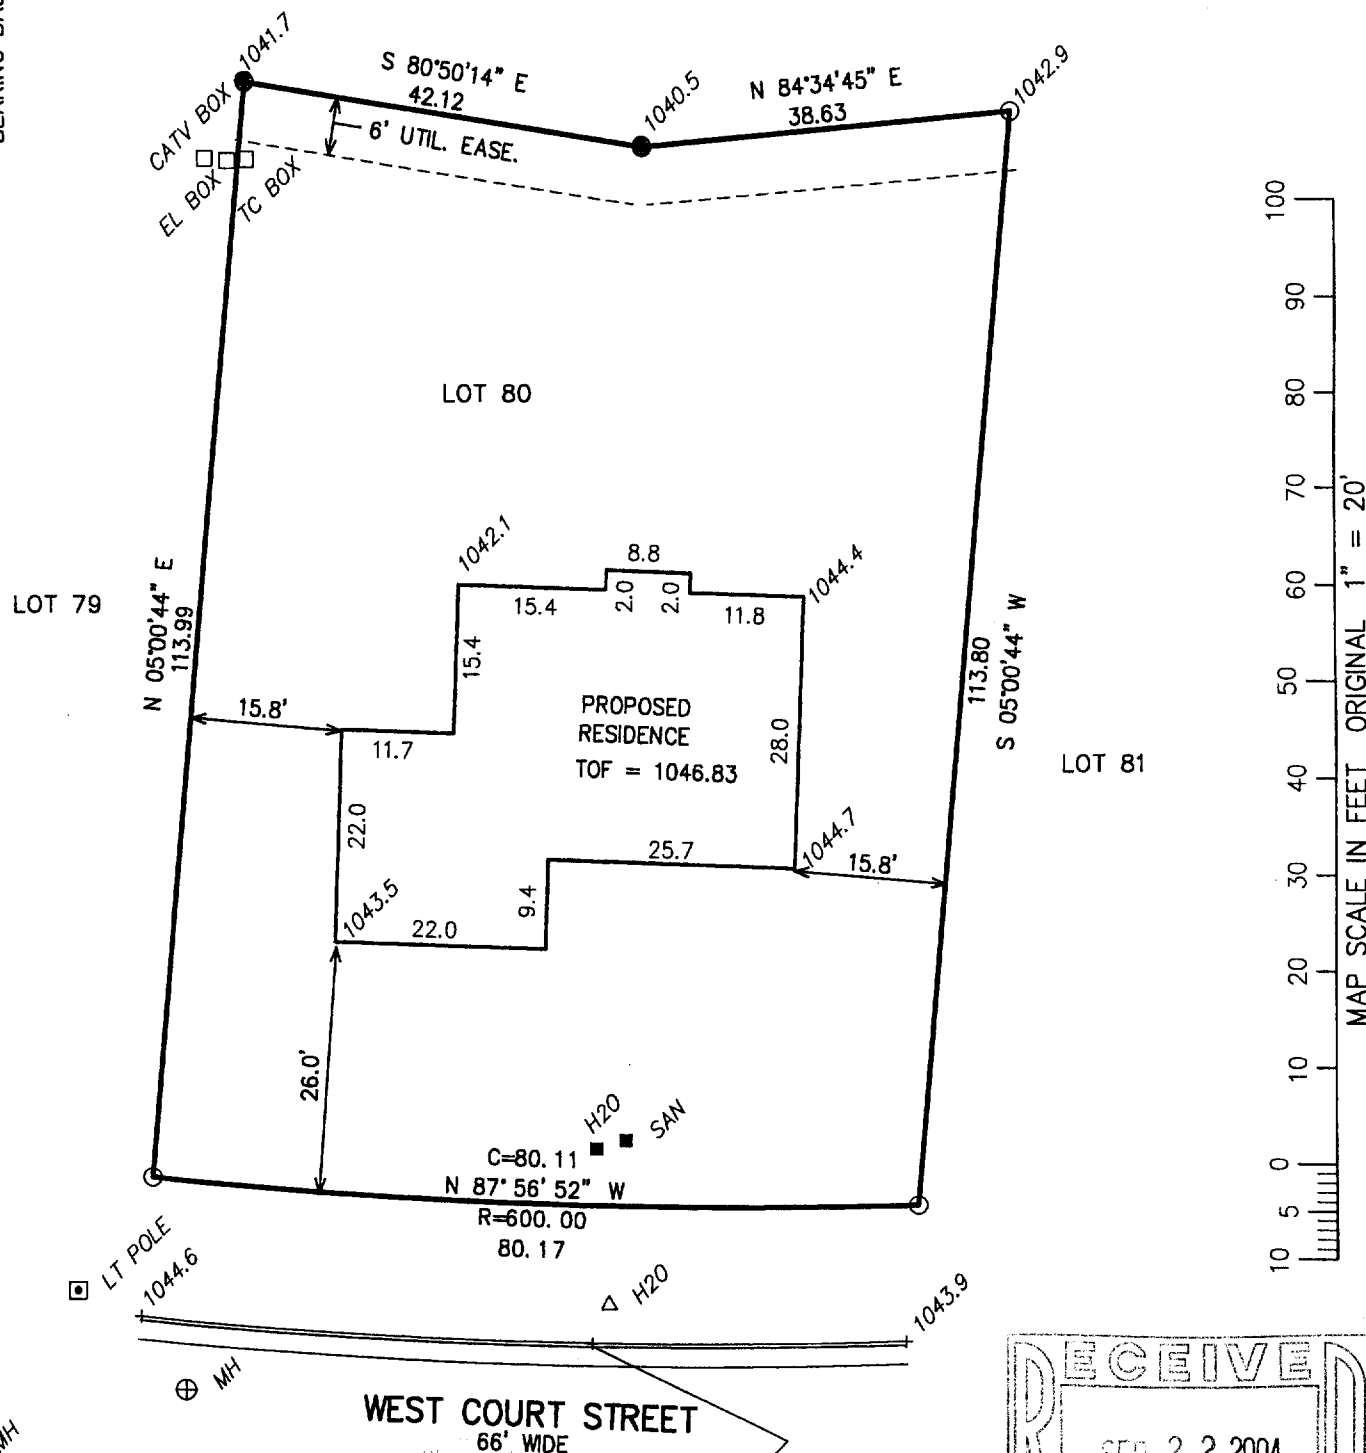 1041.7
S 80°50'14" E
42.12
1040.5
N 84°34'45" E
38.63
1042.9
CATV BOX
6' UTIL. EASE.
EL BOX
TC BOX
100
90
80
70
60
50
40
30
20
10
0
5
10
MAP SCALE IN FEET ORIGINAL 1" = 20'
LOT 80
1042.1
8.8
1044.4
15.4
2.0
2.0
11.8
LOT 79
N 05°00'44" E
113.99
15.4
113.80
S 05°00'44" W
15.8'
11.7
PROPOSED
RESIDENCE
TOF = 1046.83
28.0
LOT 81
22.0
25.7
1044.7
15.8'
1043.5
9.4
22.0
26.0'
H20
SAN
C=80.11
N 87°56'52" W
R=600.00
80.17
LT POLE
1044.6
H20
1043.9
MH
WEST COURT STREET
66' WIDE
MH
RECEIVED
SEP 2 2 2004